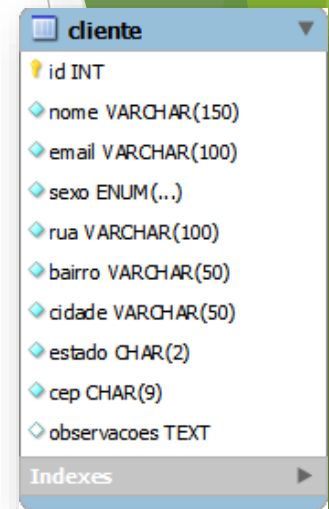 cliente
id INT
nome VARCHAR(150)
email VARCHAR(100)
sexo ENUM(...)
rua VARCHAR(100)
bairro VARCHAR(50)
cidade VARCHAR(50)
estado CHAR(2)
cep CHAR(9)
observacoes TEXT
Indexes